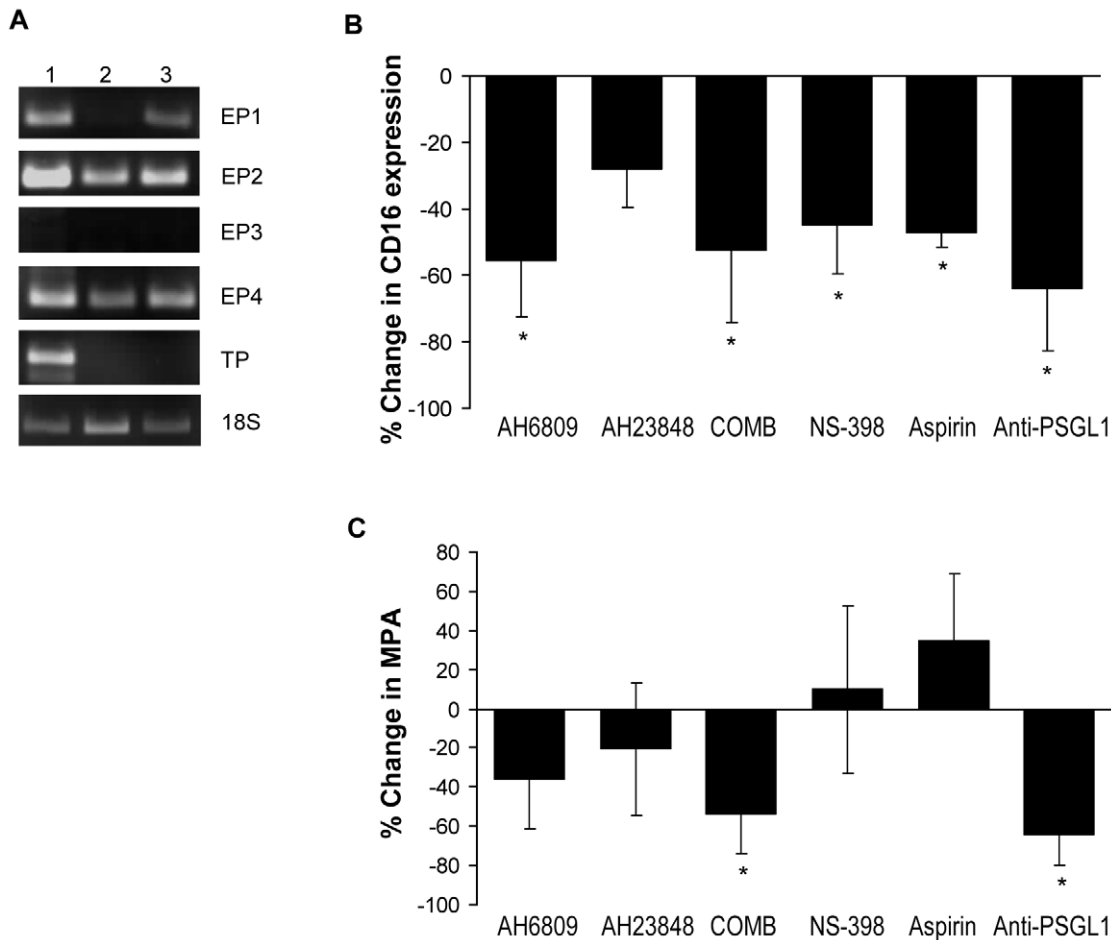 A
1 2 3
EP1
EP2
EP3
EP4
TP
18S
B
% Change in CD16 expression
0
-20
-40
-60
-80
-100
* * * * *
AH6809 AH23848 COMB NS-398 Aspirin Anti-PSGL1
C
% Change in MPA
80
60
40
20
0
-20
-40
-60
-80
-100
* *
AH6809 AH23848 COMB NS-398 Aspirin Anti-PSGL1